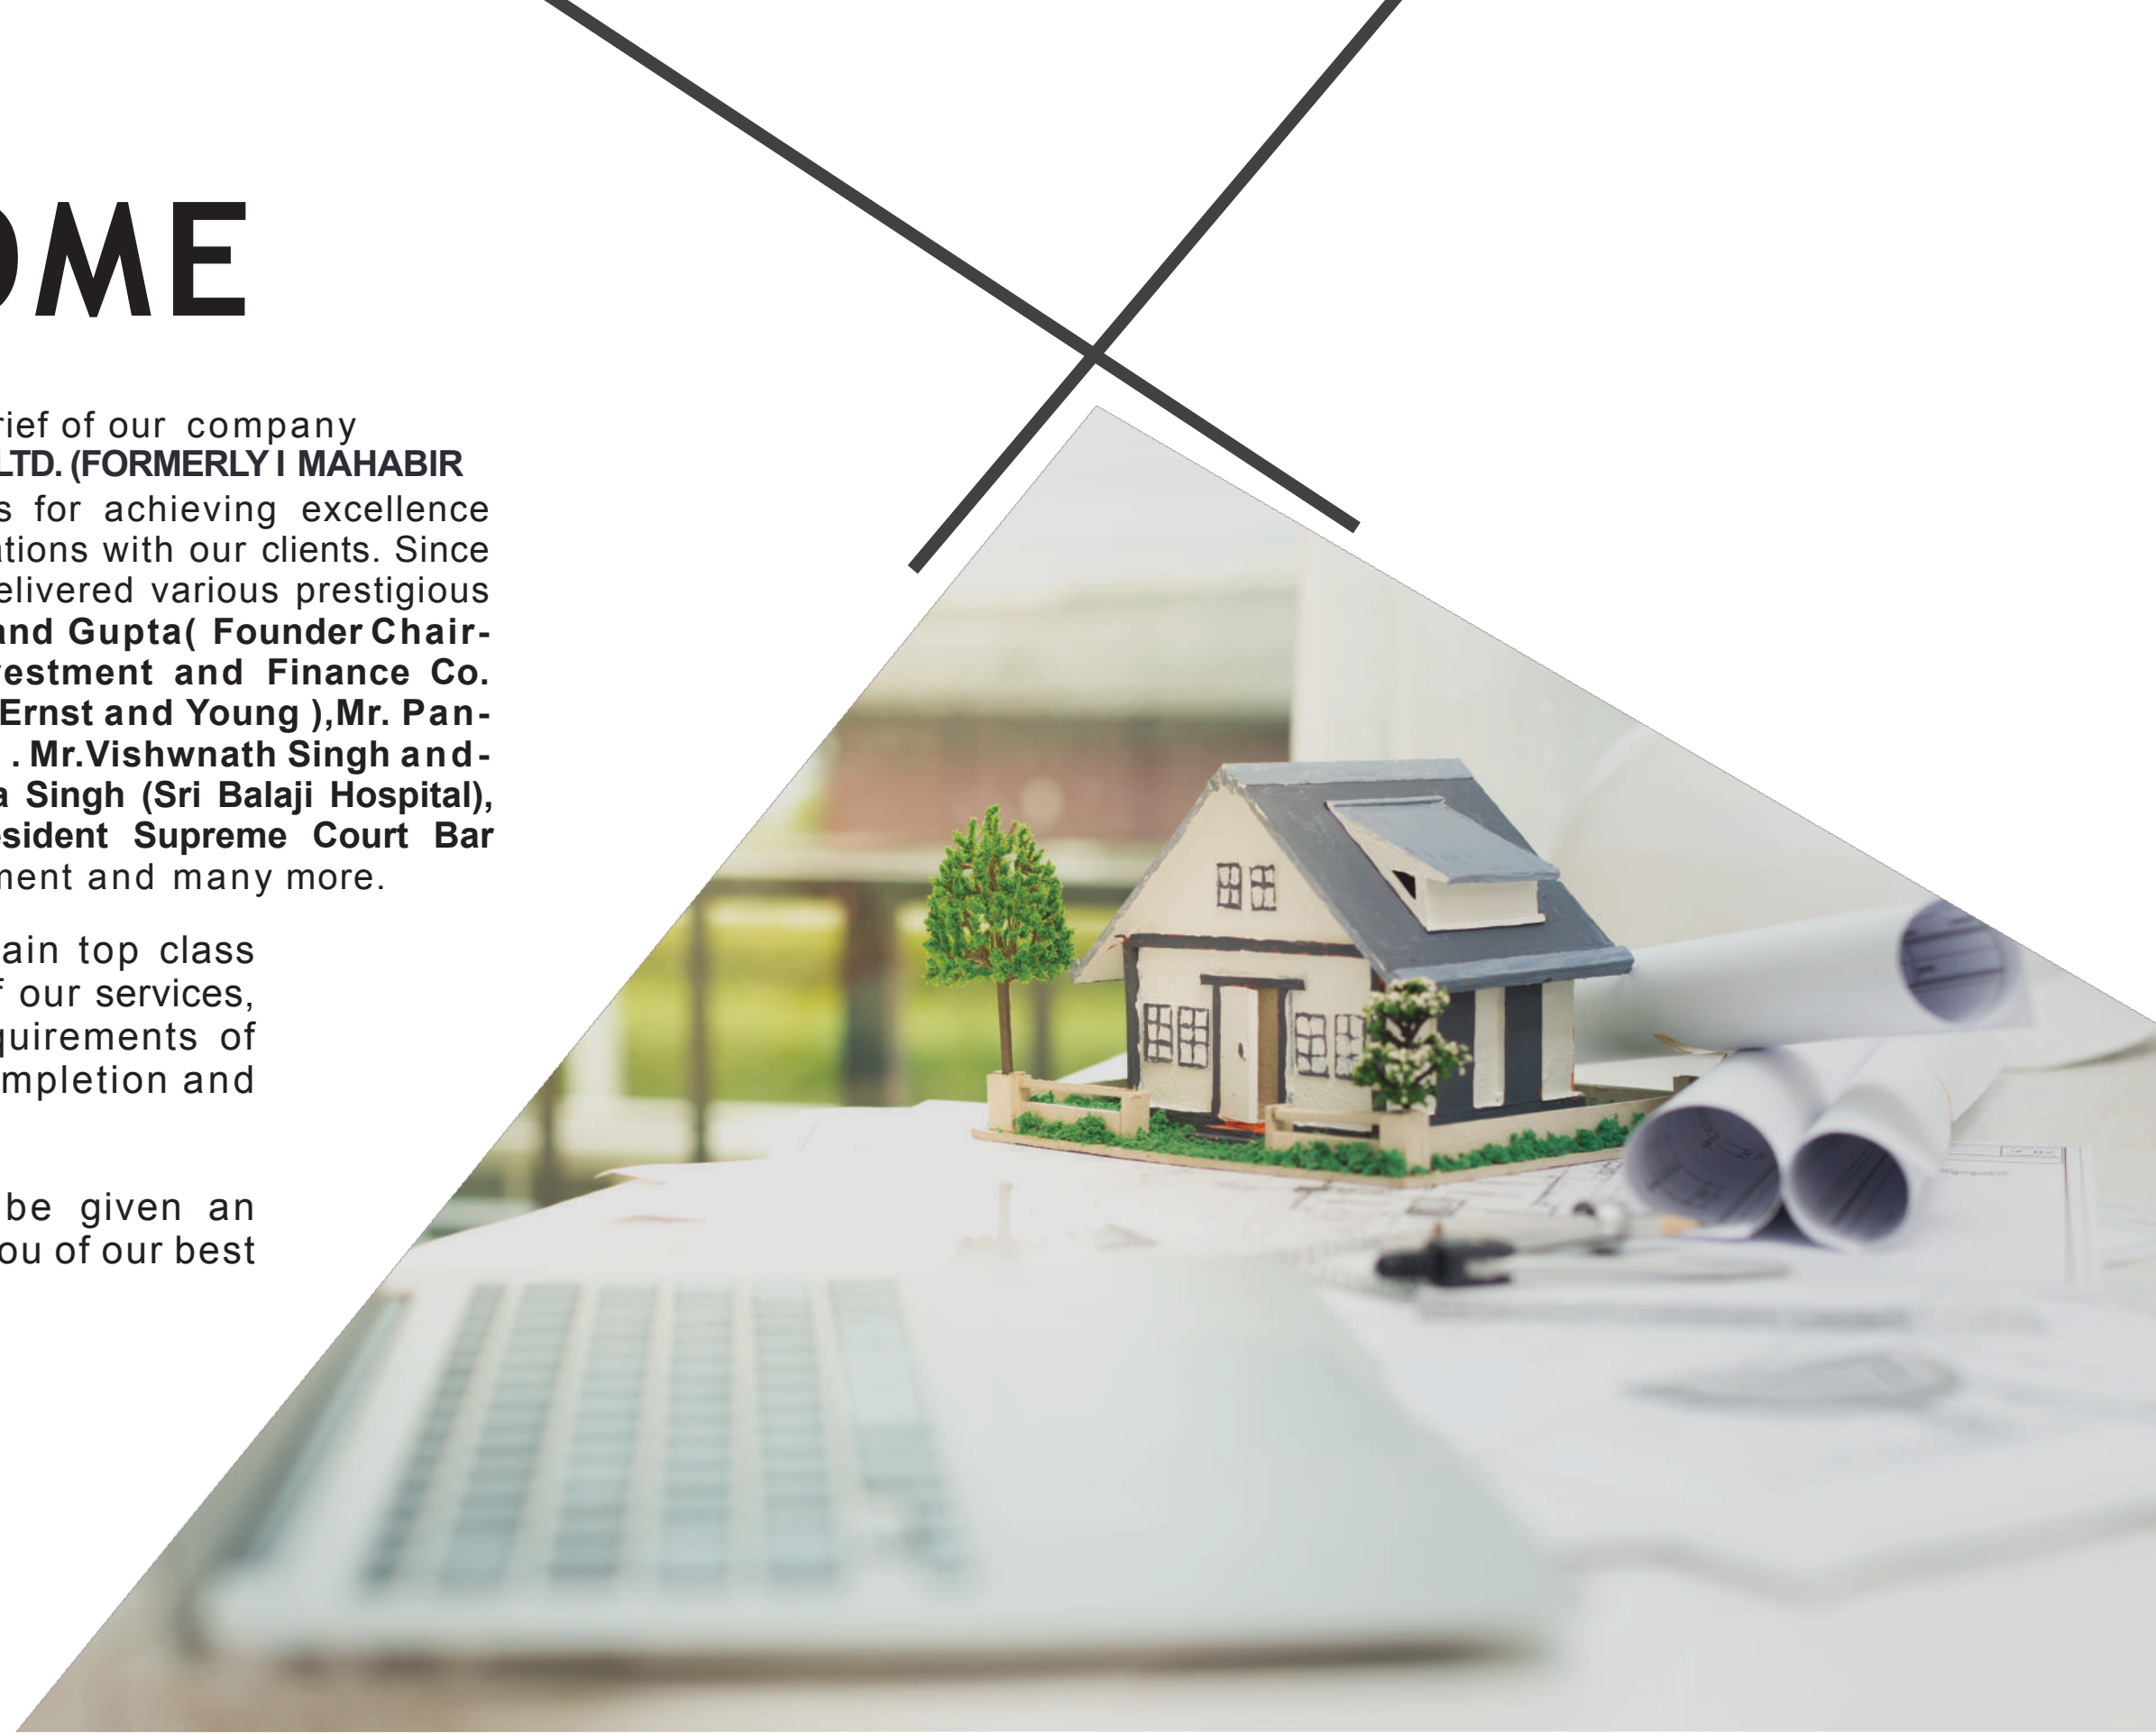 OME
rief of our company
LTD. (FORMERLY I MAHABIR
s for achieving excellence
ations with our clients. Since
elivered various prestigious
and Gupta( Founder Chair-
vestment and Finance Co.
Ernst and Young ),Mr. Pan-
. Mr.Vishwnath Singh and-
a Singh (Sri Balaji Hospital),
esident Supreme Court Bar
ment and many more.
ain top class
f our services,
quirements of
mpletion and
be given an
ou of our best